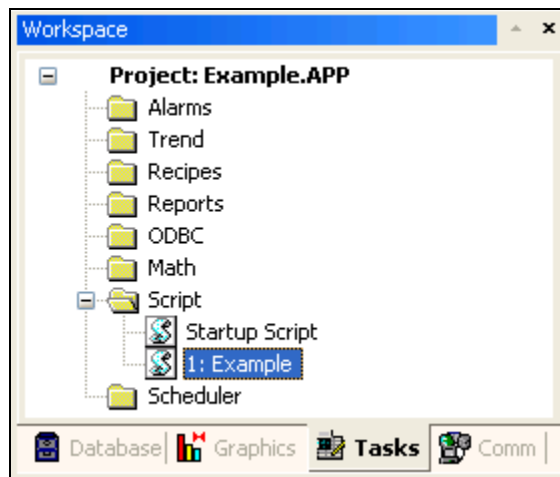 Workspace
Project: Example.APP
Alarms
Trend
Recipes
Reports
ODBC
Math
Script
Startup Script
1: Example
Scheduler
Database Graphics Tasks Comm